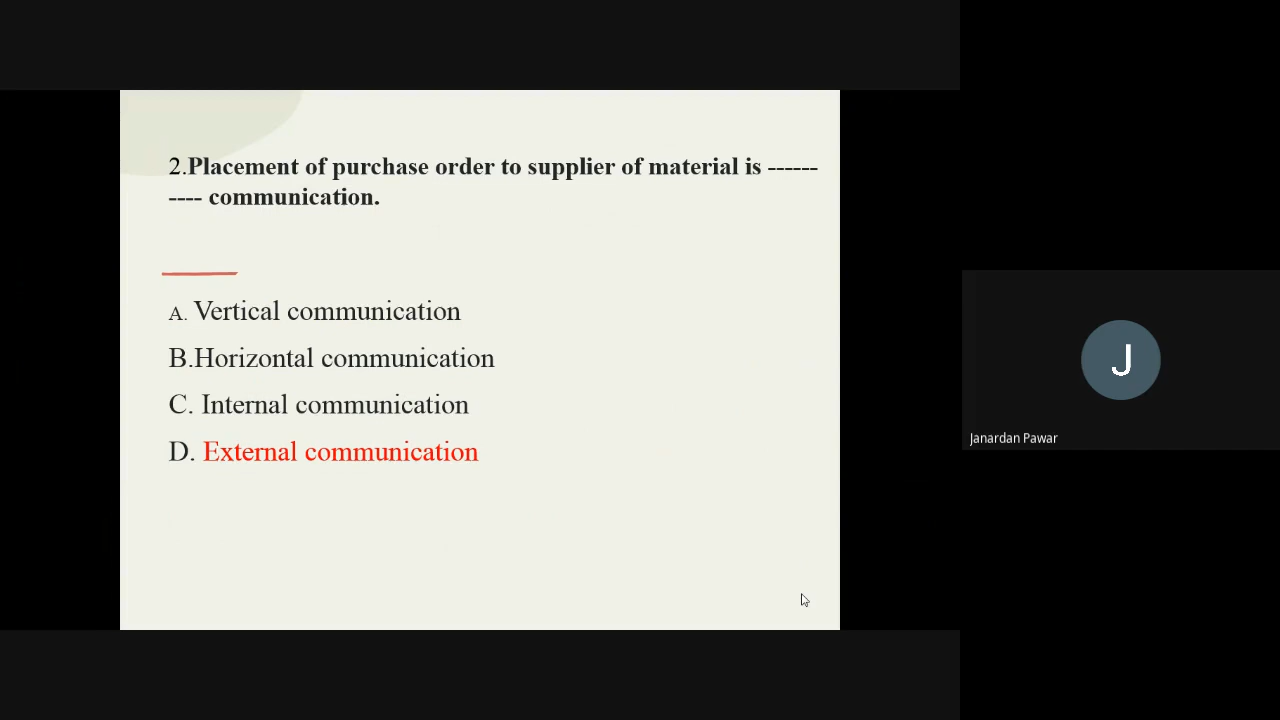 2.Placement of purchase order to supplier of material is ------
---- communication.
A. Vertical communication
B.Horizontal communication
C. Internal communication
D. External communication
J
Janardan Pawar